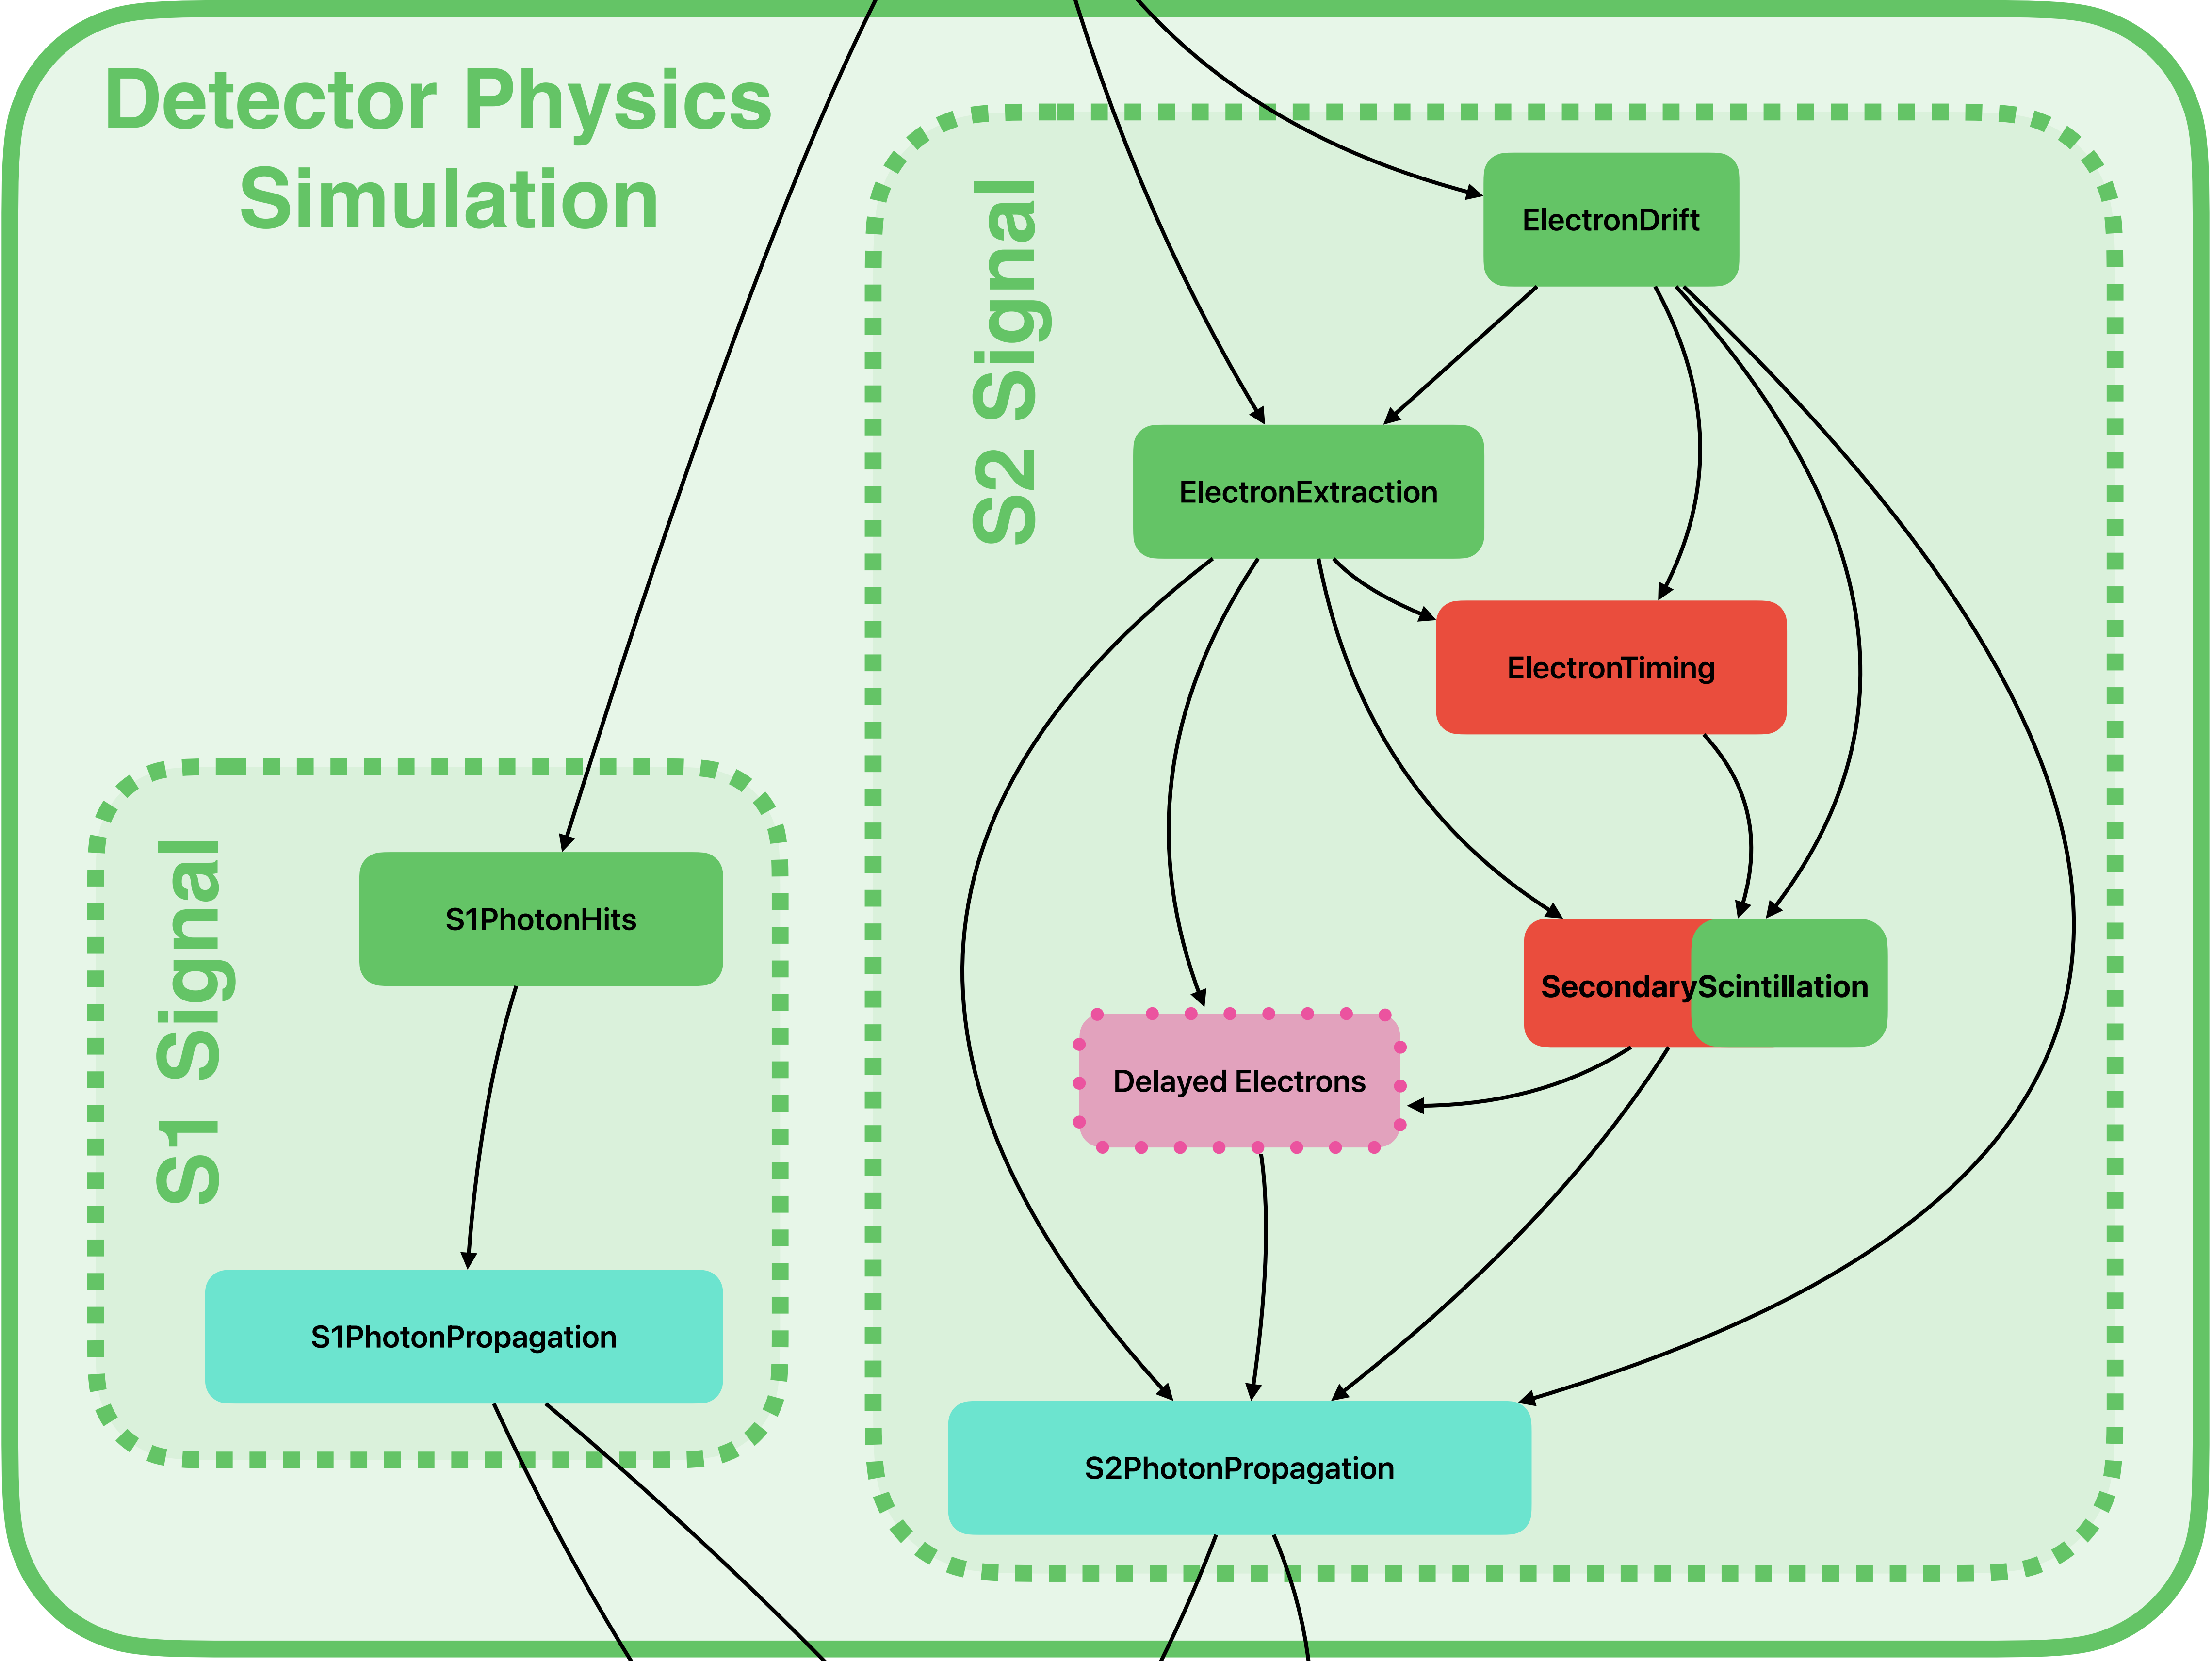 Detector Physics
Simulation
S2 Signal
ElectronDrift
ElectronExtraction
ElectronTiming
S1 Signal
S1PhotonHits
SecondaryScintillation
Delayed Electrons
S1PhotonPropagation
S2PhotonPropagation